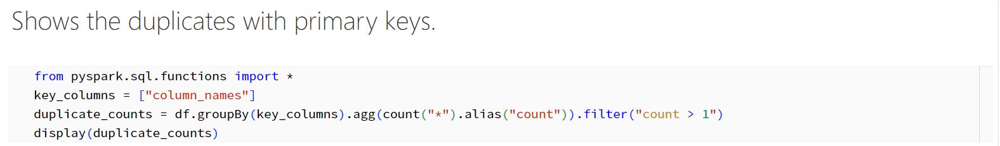 Shows the duplicates with primary keys.
from pyspark.sql.functions import *
key_columns = ["column_names"]
duplicate_counts = df.groupBy(key_columns).agg(count("*").alias("count")).filter("count > 1")
display(duplicate_counts)